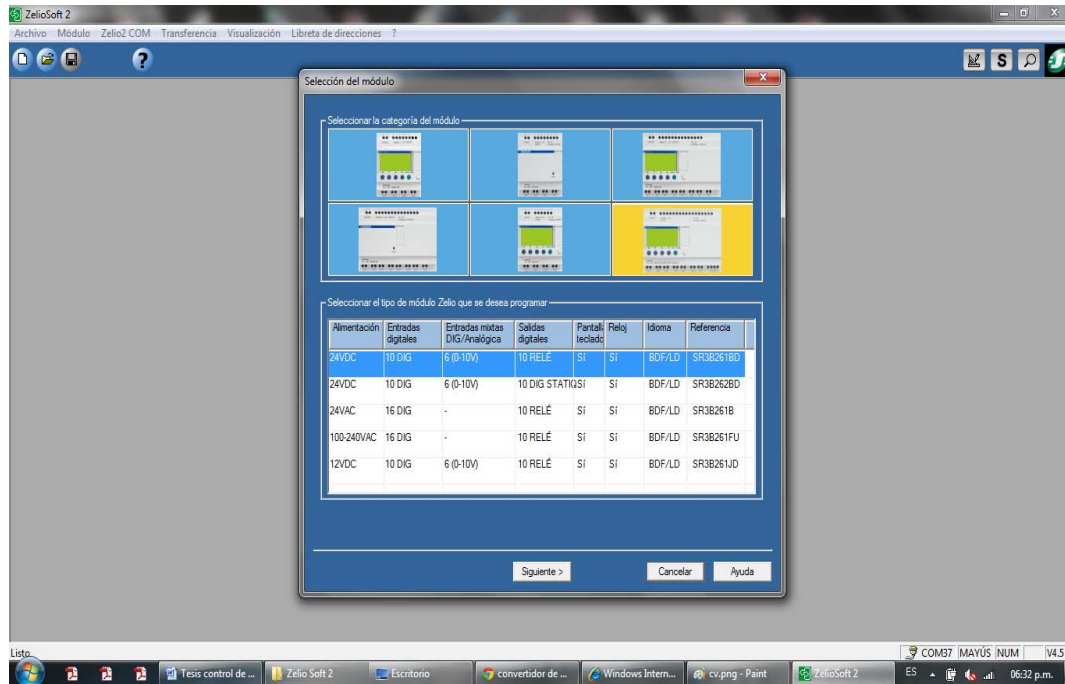 ZelioSoft 2
Archivo Módulo Zelio2 COM Transferencia Visualización Libreta de direcciones ?
? S
Selección del módulo
Seleccionar la categoría del módulo
Seleccionar el tipo de módulo Zelio que se desea programar
Alimentación Entradas digitales Entradas mixtas DIG/Analógica Salidas digitales Pantall teclado Reloj Idioma Referencia
24VDC 10 DIG 6 (0-10V) 10 RELÉ Sí Sí BDF/LD SR3B261BD
24VDC 10 DIG 6 (0-10V) 10 DIG STATIQ Sí Sí BDF/LD SR3B262BD
24VAC 16 DIG - 10 RELÉ Sí Sí BDF/LD SR3B261B
100-240VAC 16 DIG - 10 RELÉ Sí Sí BDF/LD SR3B261FU
12VDC 10 DIG 6 (0-10V) 10 RELÉ Sí Sí BDF/LD SR3B261JD
Siguiente > Cancelar Ayuda
Listo COM37 MAYÚS NUM V4.5
Tesis control de ... Zelio Soft 2 Escritorio convertidor de ... Windows Intern... cv.png - Paint ZelioSoft 2 ES 06:32 p.m.